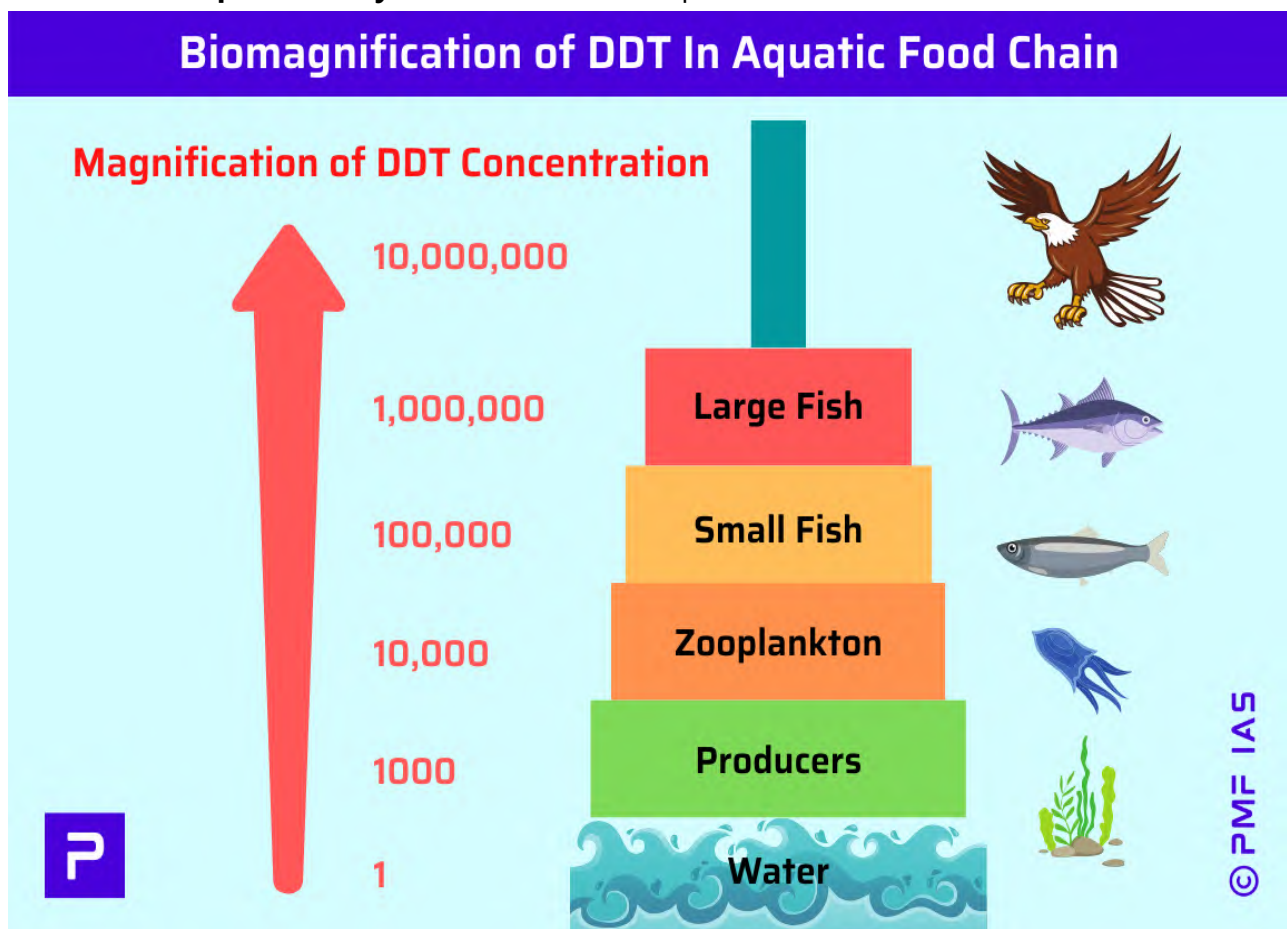 Biomagnification of DDT In Aquatic Food Chain
Magnification of DDT Concentration
10,000,000
1,000,000
Large Fish
100,000
Small Fish
10,000
Zooplankton
1000
Producers
1
Water
P
© PMF IAS